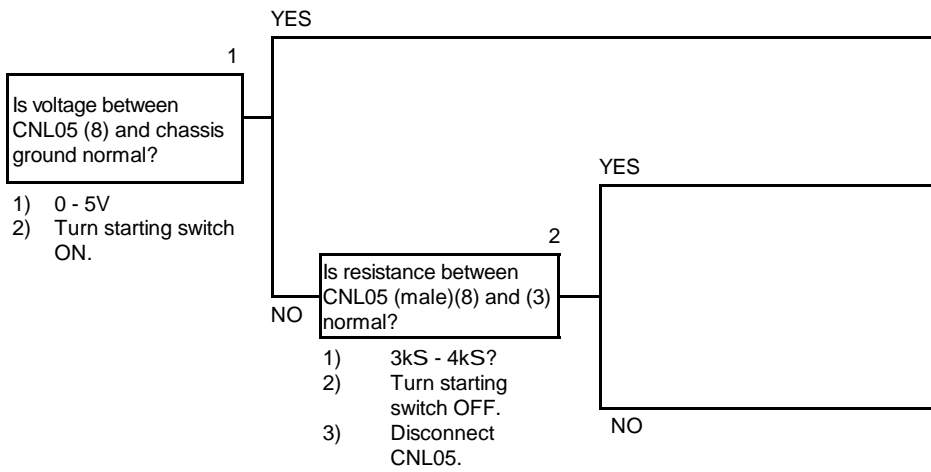 YES
1
Is voltage between
CNL05 (8) and chassis
ground normal?
1) 0 - 5V
2) Turn starting switch
ON.
YES
2
Is resistance between
CNL05 (male)(8) and (3)
normal?
NO
1) 3kS - 4kS?
2) Turn starting
switch OFF.
3) Disconnect
CNL05.
NO